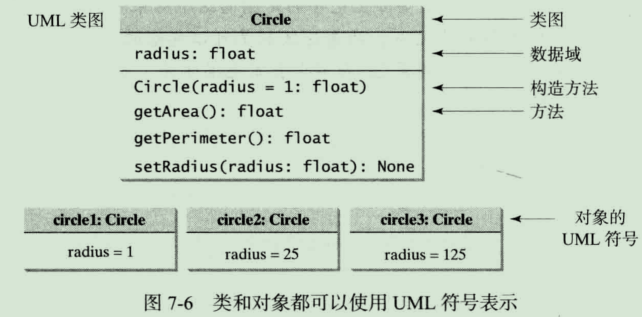 UML 类图
Circle
类图
radius: float
数据域
Circle(radius = 1: float)
构造方法
getArea(): float
方法
getPerimeter(): float
setRadius(radius: float): None
circle1: Circle
circle2: Circle
circle3: Circle
对象的
UML 符号
radius = 1
radius = 25
radius = 125
图 7-6 类和对象都可以使用 UML 符号表示